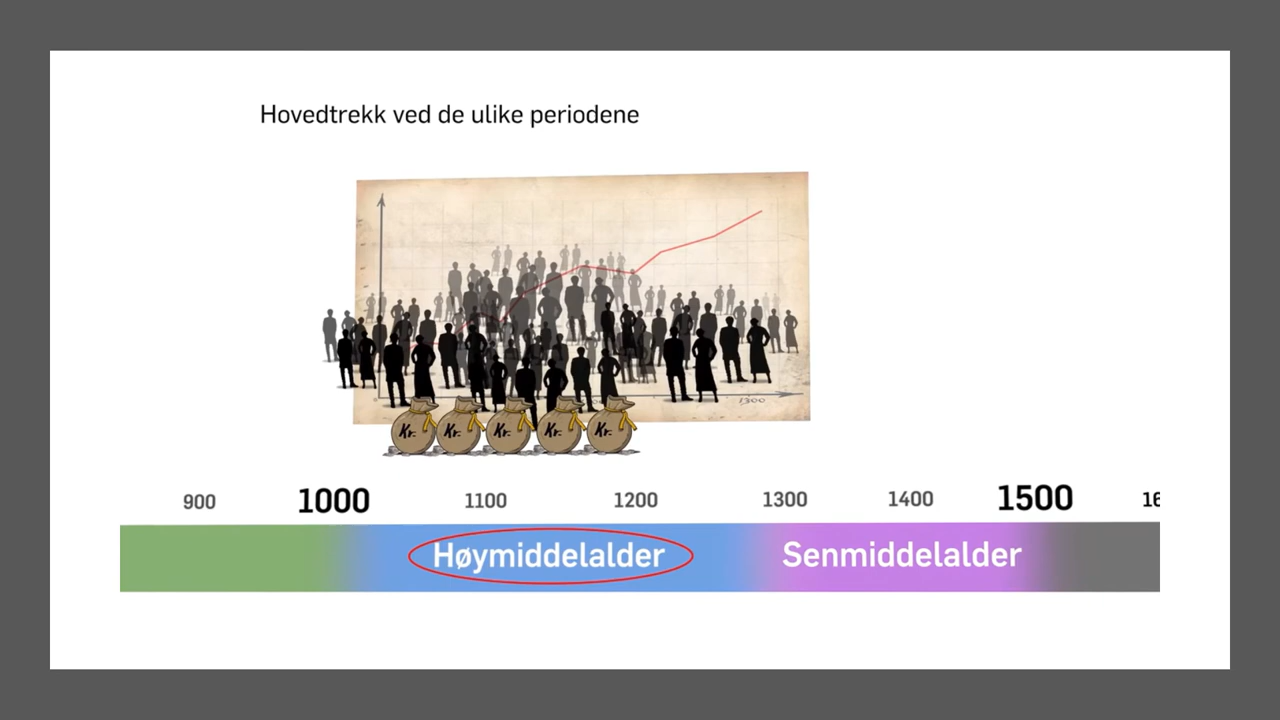 Hovedtrekk ved de ulike periodene
1300
Kr. Kr. Kr. Kr. Kr.
900 1000 1100 1200 1300 1400 1500 16
Høymiddelalder Senmiddelalder